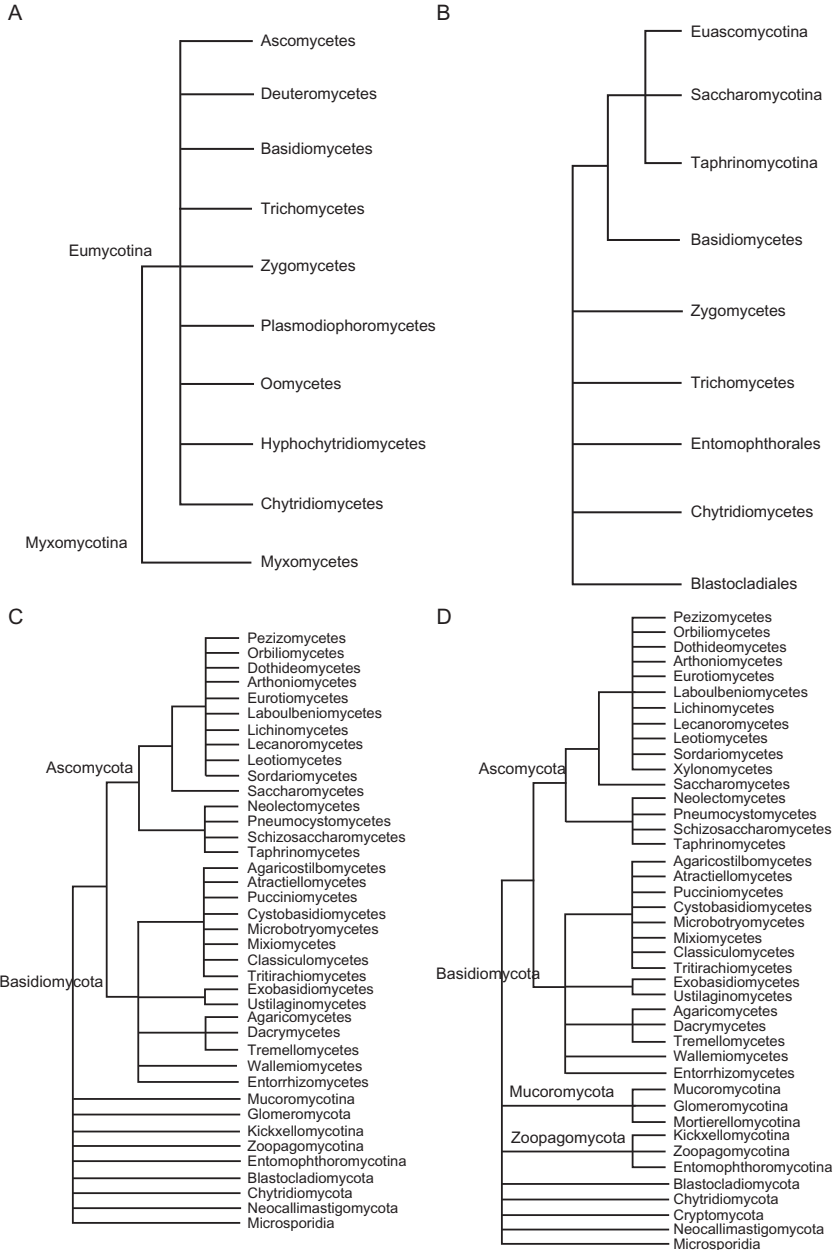 A
Ascomycetes
Deuteromycetes
Basidiomycetes
Trichomycetes
Eumycotina
Zygomycetes
Plasmodiophoromycetes
Oomycetes
Hyphochytridiomycetes
Chytridiomycetes
Myxomycotina
Myxomycetes
B
Euascomycotina
Saccharomycotina
Taphrinomycotina
Basidiomycetes
Zygomycetes
Trichomycetes
Entomophthorales
Chytridiomycetes
Blastocladiales
C
Pezizomycetes
Orbiliomycetes
Dothideomycetes
Arthoniomycetes
Eurotiomycetes
Laboulbeniomycetes
Lichinomycetes
Lecanoromycetes
Leotiomycetes
Sordariomycetes
Ascomycota
Saccharomycetes
Neolectomycetes
Pneumocystomycetes
Schizosaccharomycetes
Taphrinomycetes
Agaricostilbomycetes
Atractiellomycetes
Pucciniomycetes
Cystobasidiomycetes
Microbotryomycetes
Mixiomycetes
Classiculomycetes
Tritirachiomycetes
Basidiomycota
Exobasidiomycetes
Ustilaginomycetes
Agaricomycetes
Dacrymycetes
Tremellomycetes
Wallemiomycetes
Entorrhizomycetes
Mucoromycotina
Glomeromycota
Kickxellomycotina
Zoopagomycotina
Entomophthoromycotina
Blastocladiomycota
Chytridiomycota
Neocallimastigomycota
Microsporidia
D
Pezizomycetes
Orbiliomycetes
Dothideomycetes
Arthoniomycetes
Eurotiomycetes
Laboulbeniomycetes
Lichinomycetes
Lecanoromycetes
Leotiomycetes
Sordariomycetes
Xylonomycetes
Ascomycota
Saccharomycetes
Neolectomycetes
Pneumocystomycetes
Schizosaccharomycetes
Taphrinomycetes
Agaricostilbomycetes
Atractiellomycetes
Pucciniomycetes
Cystobasidiomycetes
Microbotryomycetes
Mixiomycetes
Classiculomycetes
Tritirachiomycetes
Basidiomycota
Exobasidiomycetes
Ustilaginomycetes
Agaricomycetes
Dacrymycetes
Tremellomycetes
Wallemiomycetes
Entorrhizomycetes
Mucoromycota
Mucoromycotina
Glomeromycotina
Mortierellomycotina
Zoopagomycota
Kickxellomycotina
Zoopagomycotina
Entomophthoromycotina
Blastocladiomycota
Chytridiomycota
Cryptomycota
Neocallimastigomycota
Microsporidia